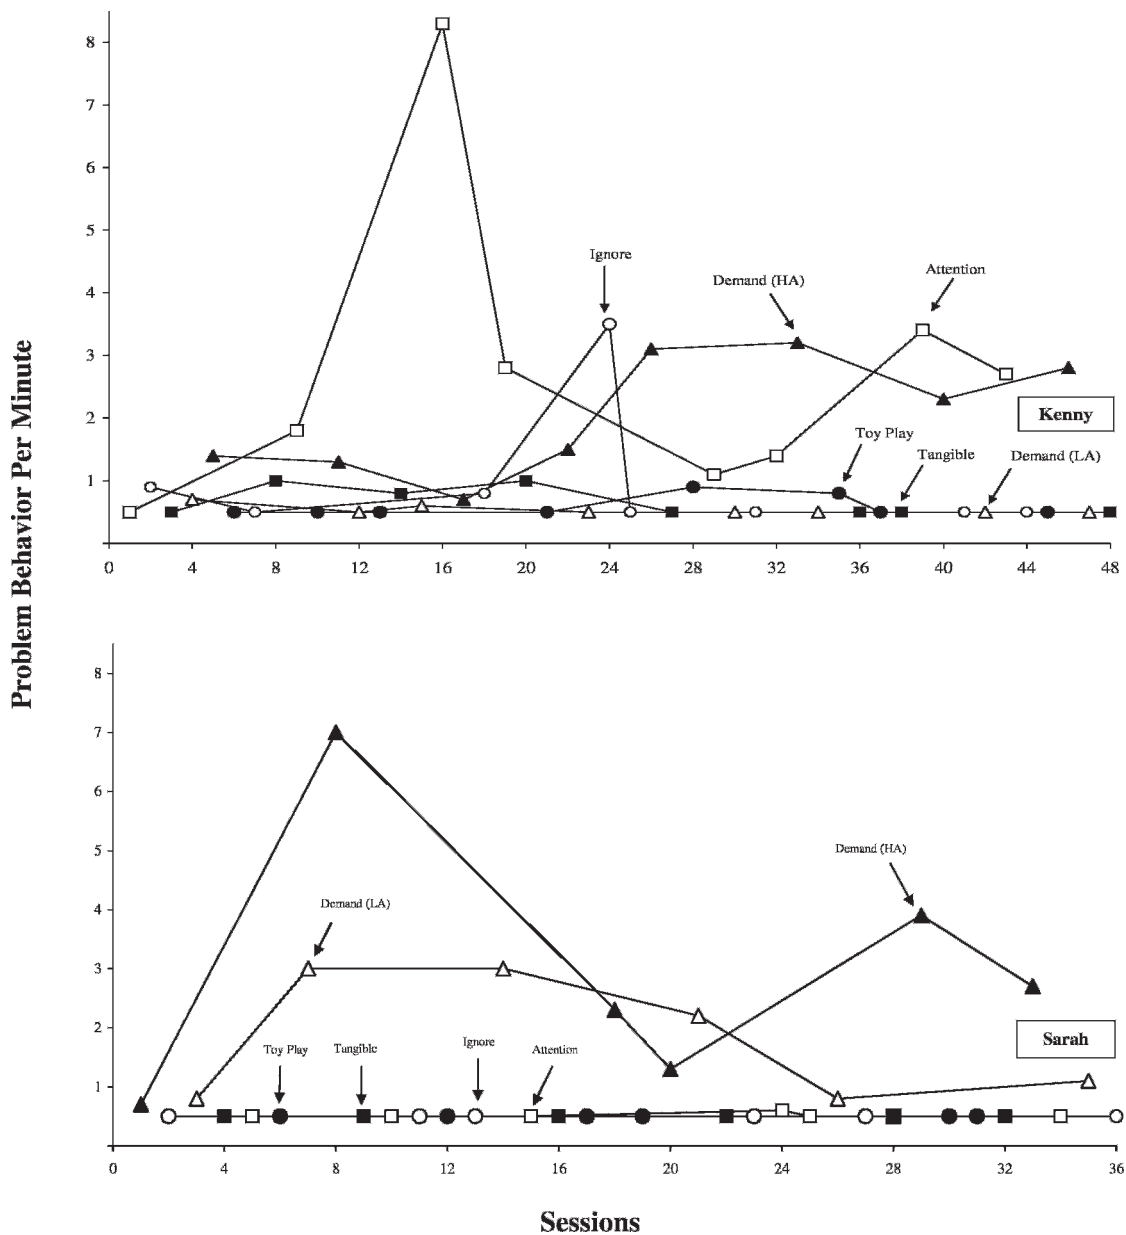 Problem Behavior Per Minute
8
7
6
5
4
3
2
1
Ignore
Demand (HA)
Attention
Kenny
Toy Play
Tangible
Demand (LA)
0 4 8 12 16 20 24 28 32 36 40 44 48
8
7
6
5
4
3
2
1
Demand (HA)
Demand (LA)
Sarah
Toy Play
Tangible
Ignore
Attention
0 4 8 12 16 20 24 28 32 36
Sessions